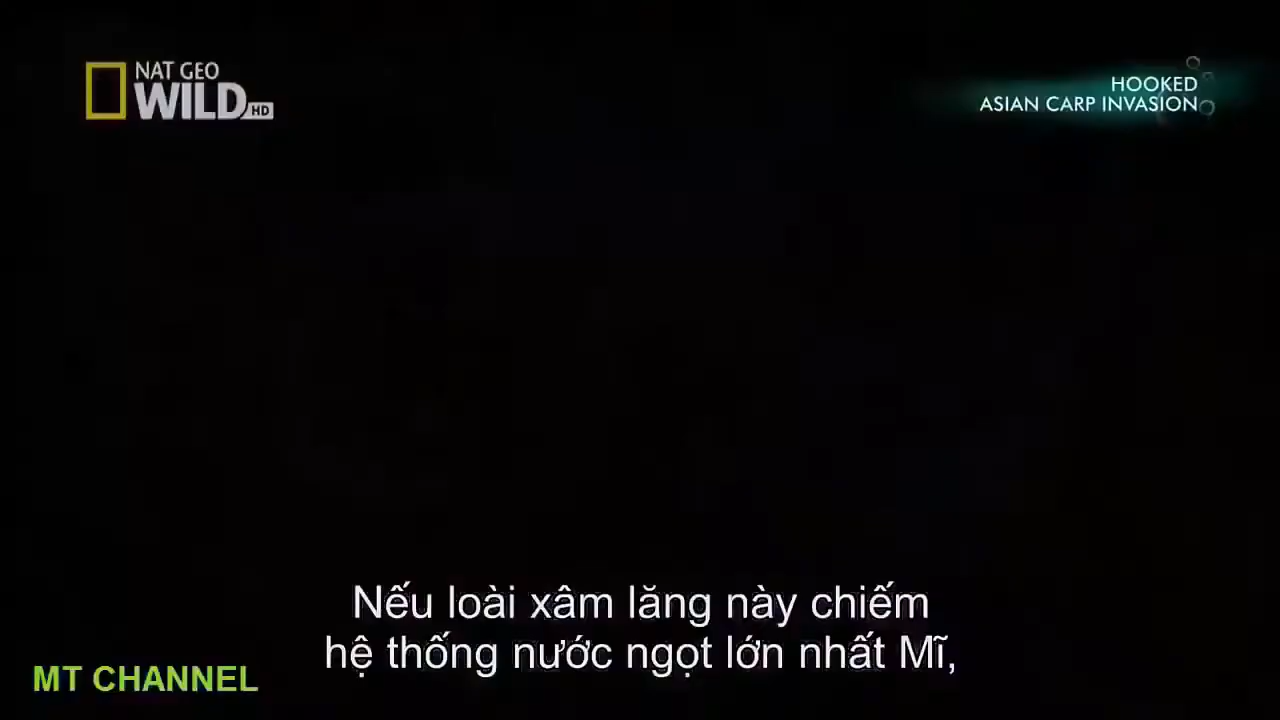 NAT GEO
WILD HD
HOOKED
ASIAN CARP INVASION
Nếu loài xâm lăng này chiếm
hệ thống nước ngọt lớn nhất Mĩ,
MT CHANNEL